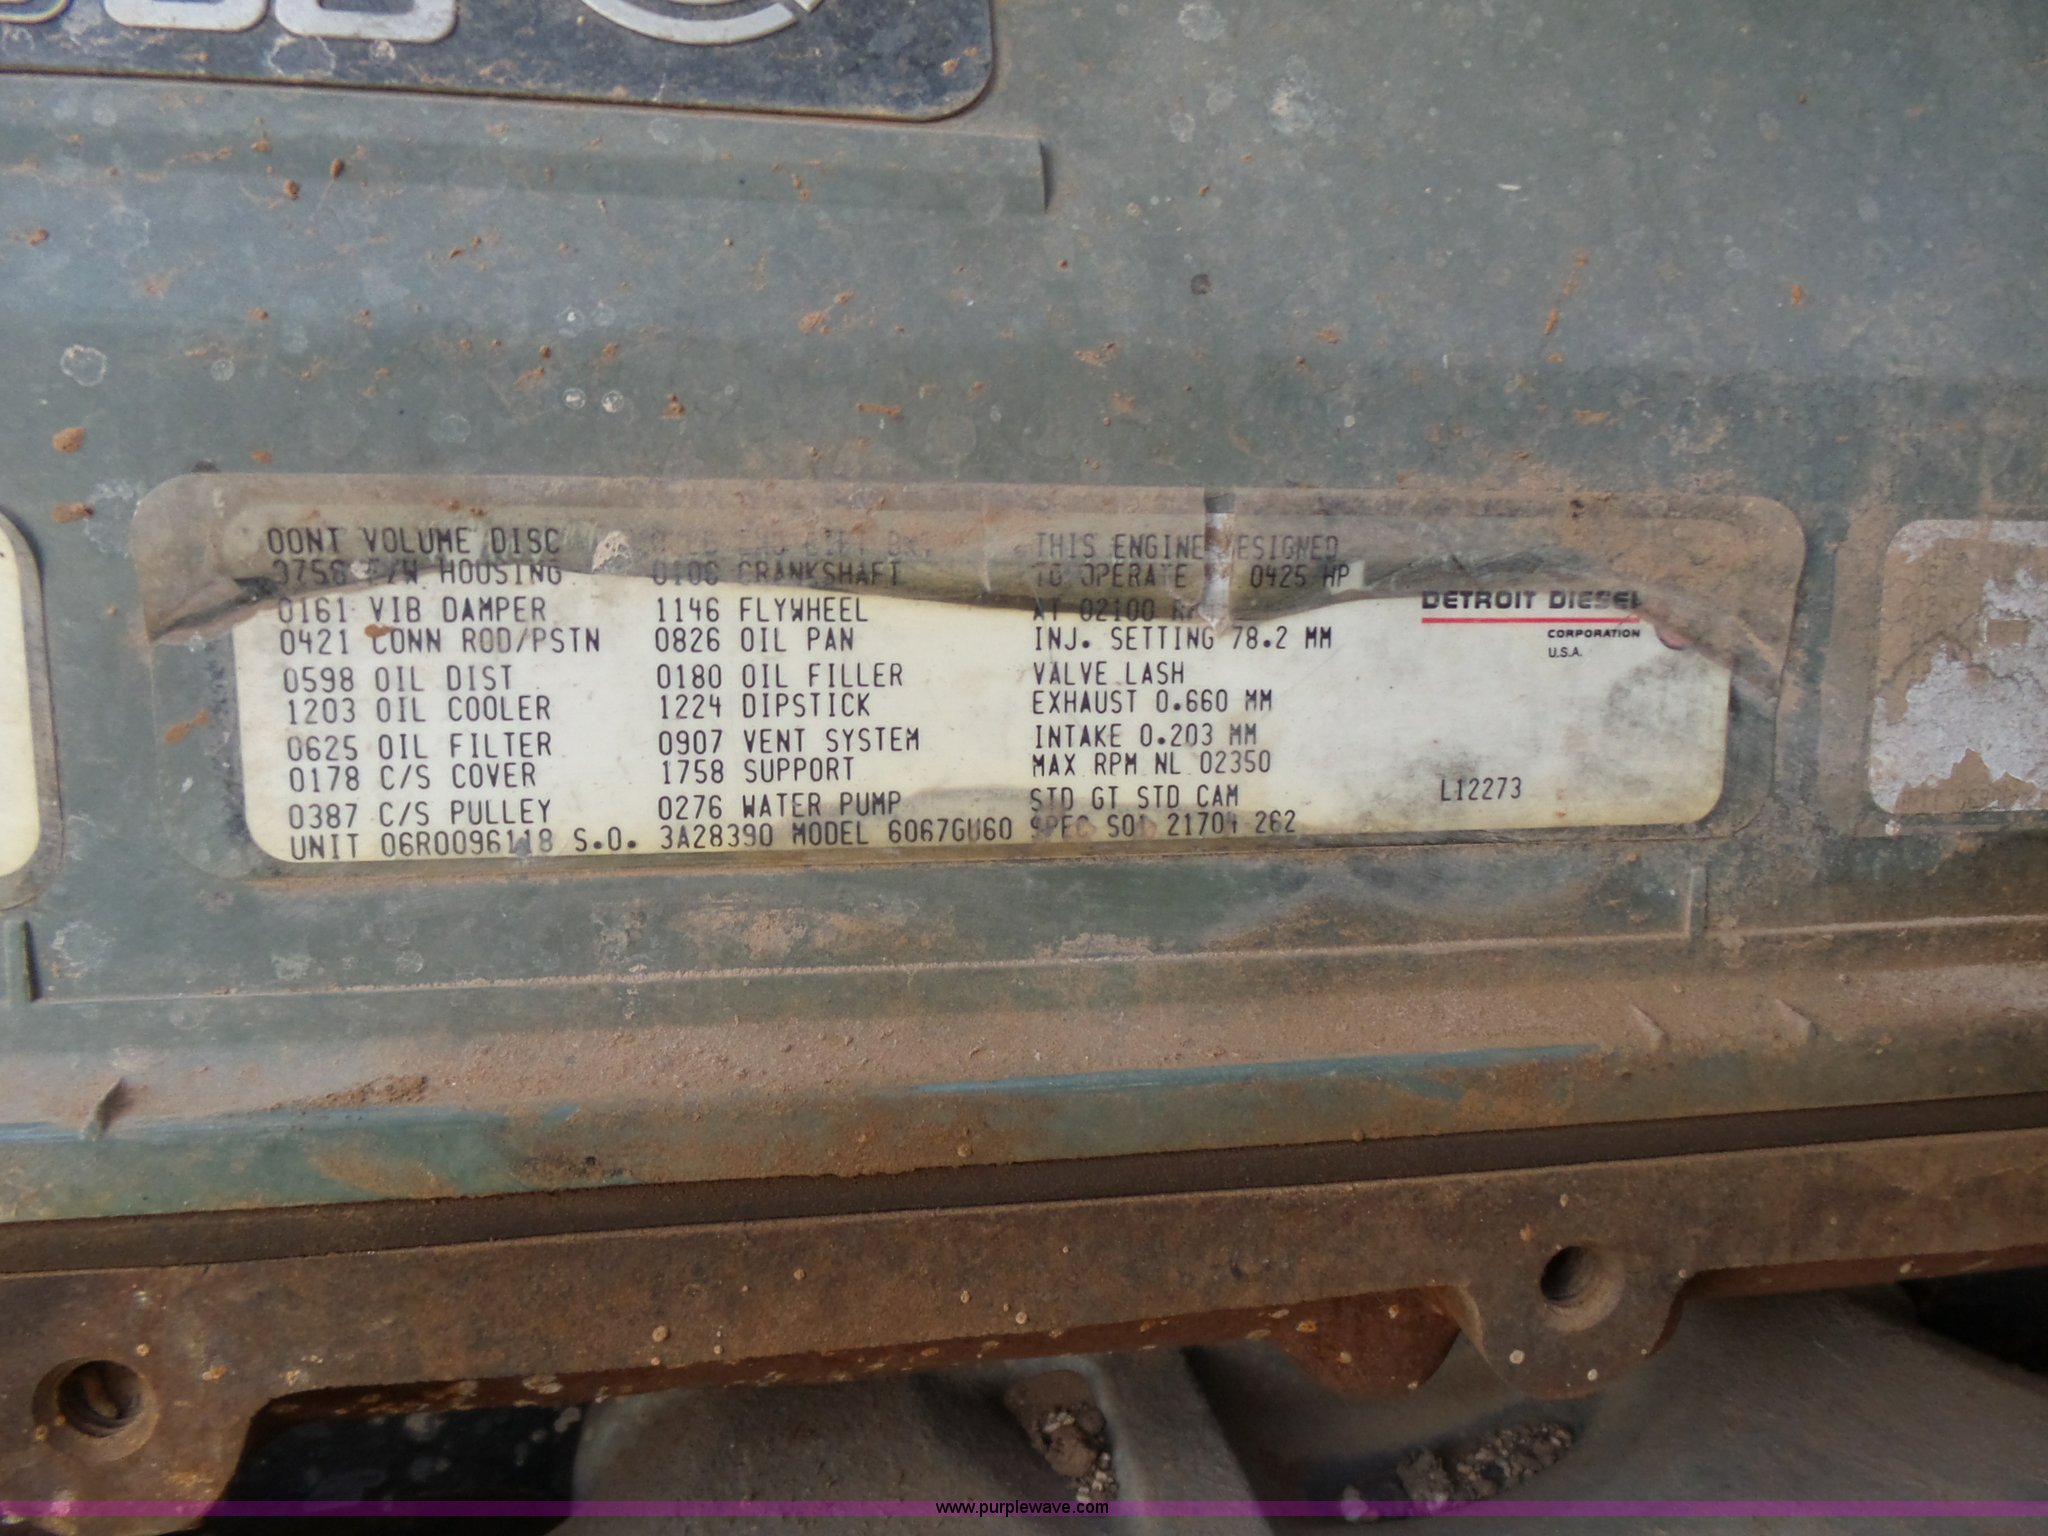 OONT VOLUME DISC
THIS ENGINE DESIGNED
3756 F/W HOUSING
0106 CRANKSHAFT
TO OPERATE 0425 HP
0161 VIB DAMPER
1146 FLYWHEEL
AT 02100
DETROIT DIESEL
0421 CONN ROD/PSTN
0826 OIL PAN
INJ. SETTING 78.2 MM
CORPORATION
U.S.A.
0598 OIL DIST
0180 OIL FILLER
VALVE LASH
1203 OIL COOLER
1224 DIPSTICK
EXHAUST 0.660 MM
0625 OIL FILTER
0907 VENT SYSTEM
INTAKE 0.203 MM
0178 C/S COVER
1758 SUPPORT
MAX RPM NL 02350
0387 C/S PULLEY
0276 WATER PUMP
STD GT STD CAM
L12273
UNIT 06R0096118 S.O. 3A28390 MODEL 6067GU60 SPEC 21704 262
www.purplewave.com